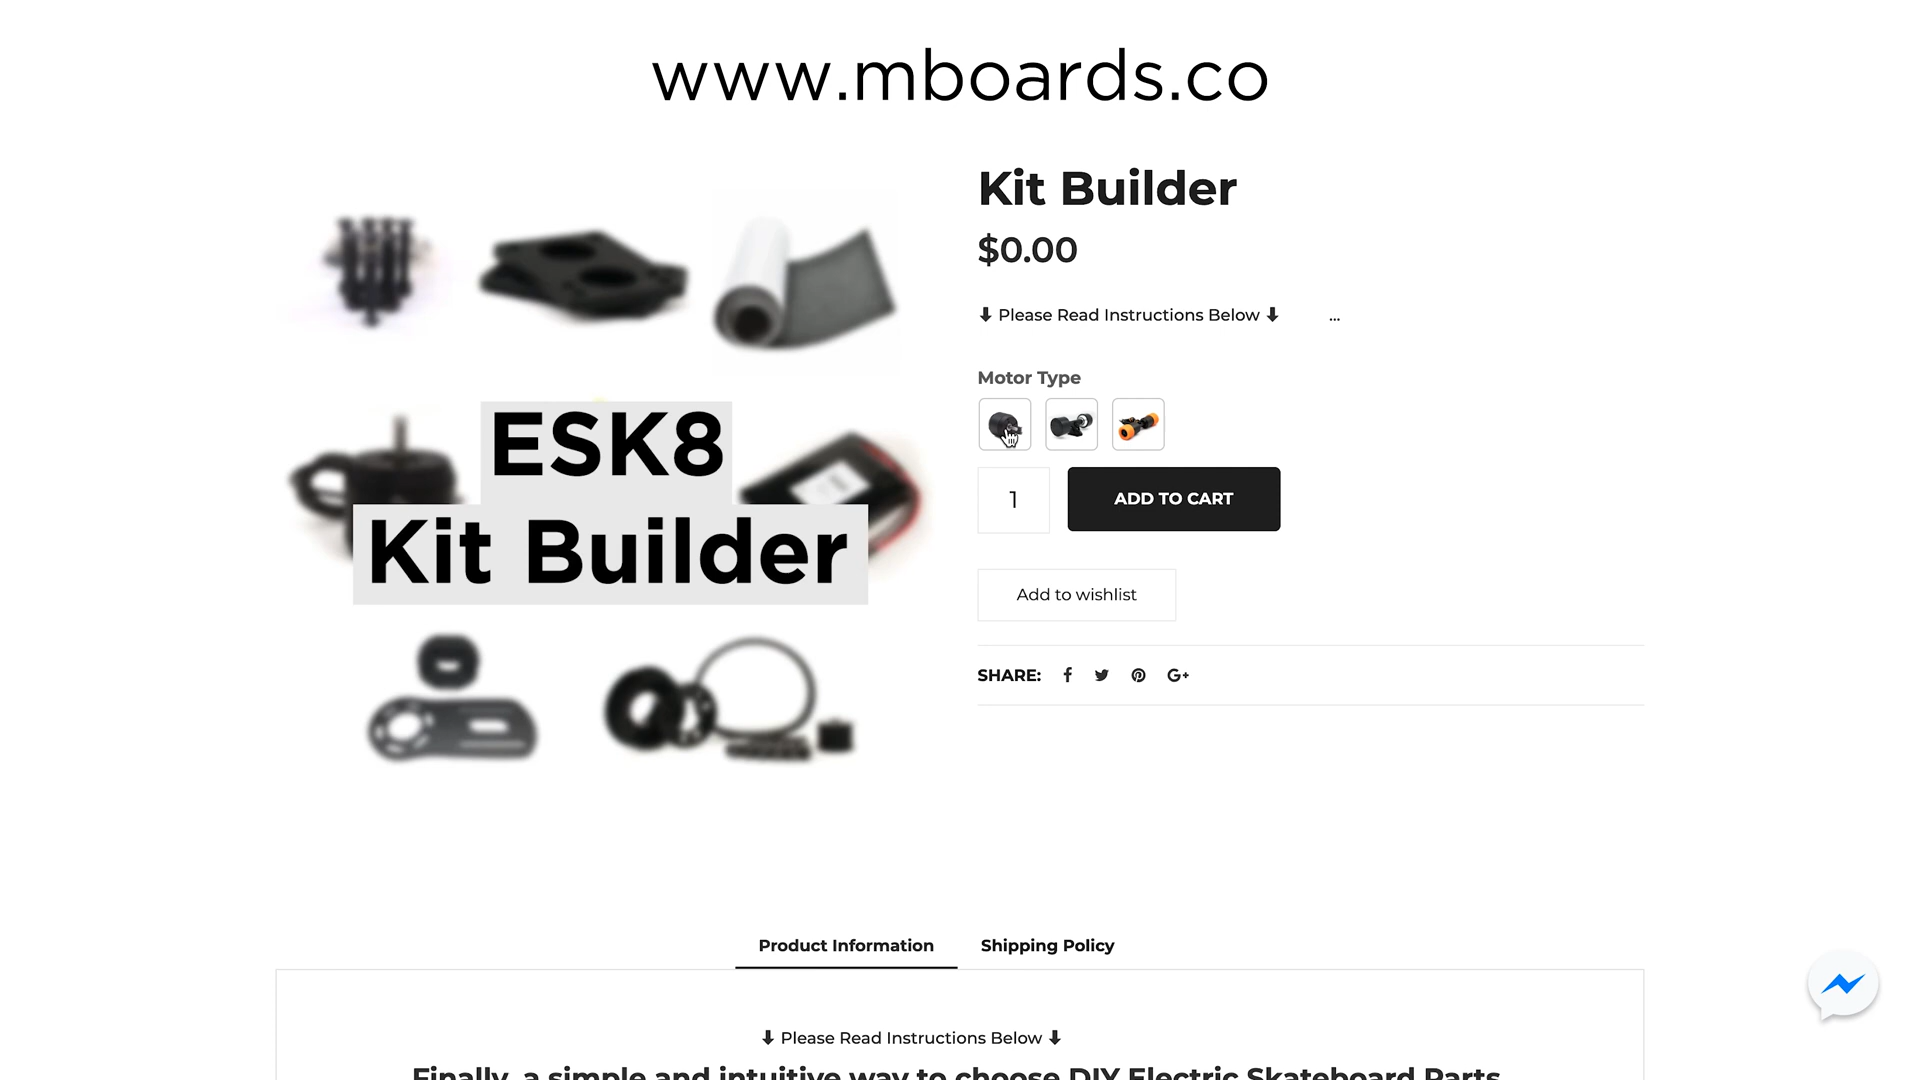 www.mboards.co
Kit Builder
$0.00
⬇ Please Read Instructions Below ⬇ ...
Motor Type
1
ADD TO CART
Add to wishlist
SHARE:
ESK8
Kit Builder
Product Information
Shipping Policy
⬇ Please Read Instructions Below ⬇
Finally, a simple and intuitive way to choose DIY Electric Skateboard Parts